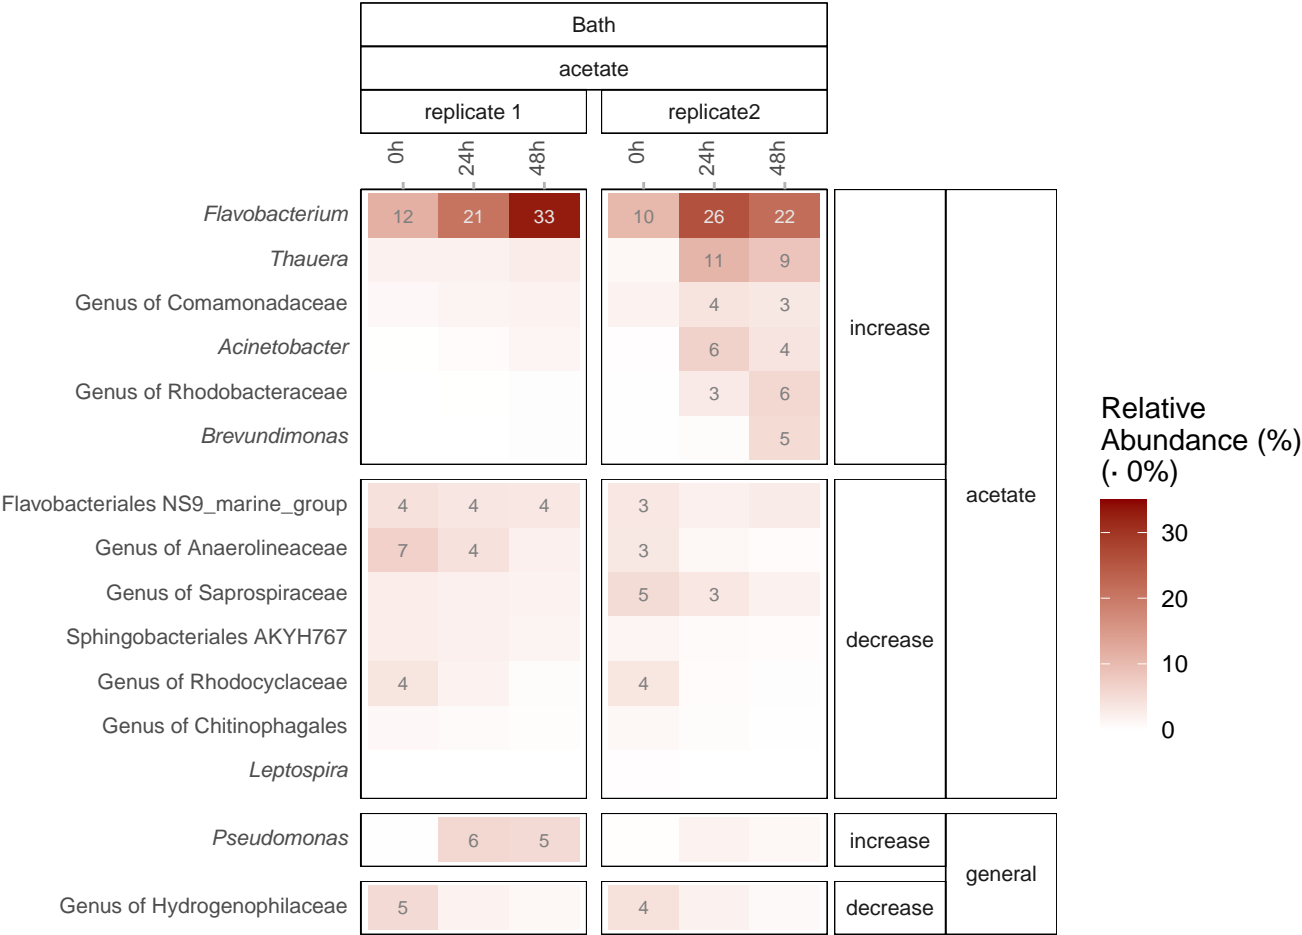 Bath
acetate
replicate 1 replicate2
0h 24h 48h 0h 24h 48h
Flavobacterium 12 21 33 10 26 22
Thauera 11 9
Genus of Comamonadaceae 4 3
Acinetobacter 6 4
increase
Genus of Rhodobacteraceae 3 6
Brevundimonas 5
Flavobacteriales NS9_marine_group 4 4 4 3
acetate
Genus of Anaerolineaceae 7 4 3
Genus of Saprospiraceae 5 3
Sphingobacteriales AKYH767
decrease
Genus of Rhodocyclaceae 4 4
Genus of Chitinophagales
Leptospira
Pseudomonas 6 5 increase
general
Genus of Hydrogenophilaceae 5 4 decrease
Relative
Abundance (%)
(· 0%)
30
20
10
0